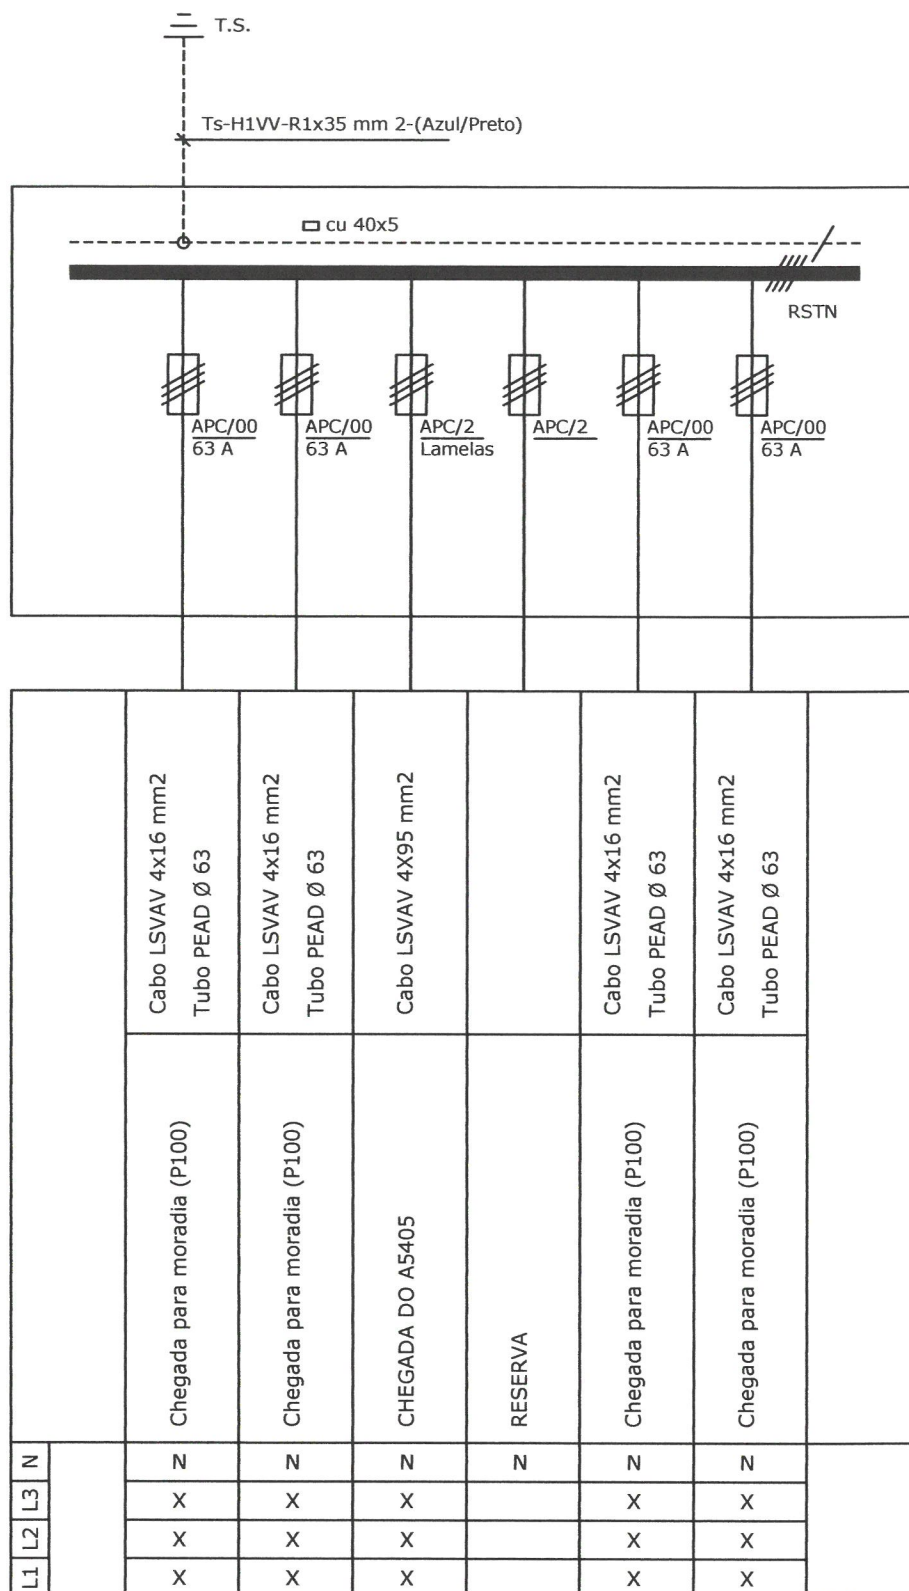 T.S.
Ts-H1VV-R1x35 mm 2-(Azul/Preto)
cu 40x5
RSTN
APC/00
63 A
APC/00
63 A
APC/2
Lamelas
APC/2
APC/00
63 A
APC/00
63 A
Cabo LSVAV 4x16 mm2
Tubo PEAD Ø 63
Cabo LSVAV 4x16 mm2
Tubo PEAD Ø 63
Cabo LSVAV 4X95 mm2
Cabo LSVAV 4x16 mm2
Tubo PEAD Ø 63
Cabo LSVAV 4x16 mm2
Tubo PEAD Ø 63
Chegada para moradia (P100)
Chegada para moradia (P100)
CHEGADA DO A5405
RESERVA
Chegada para moradia (P100)
Chegada para moradia (P100)
N N N N N N N
L3 X X X X X
L2 X X X X X
L1 X X X X X